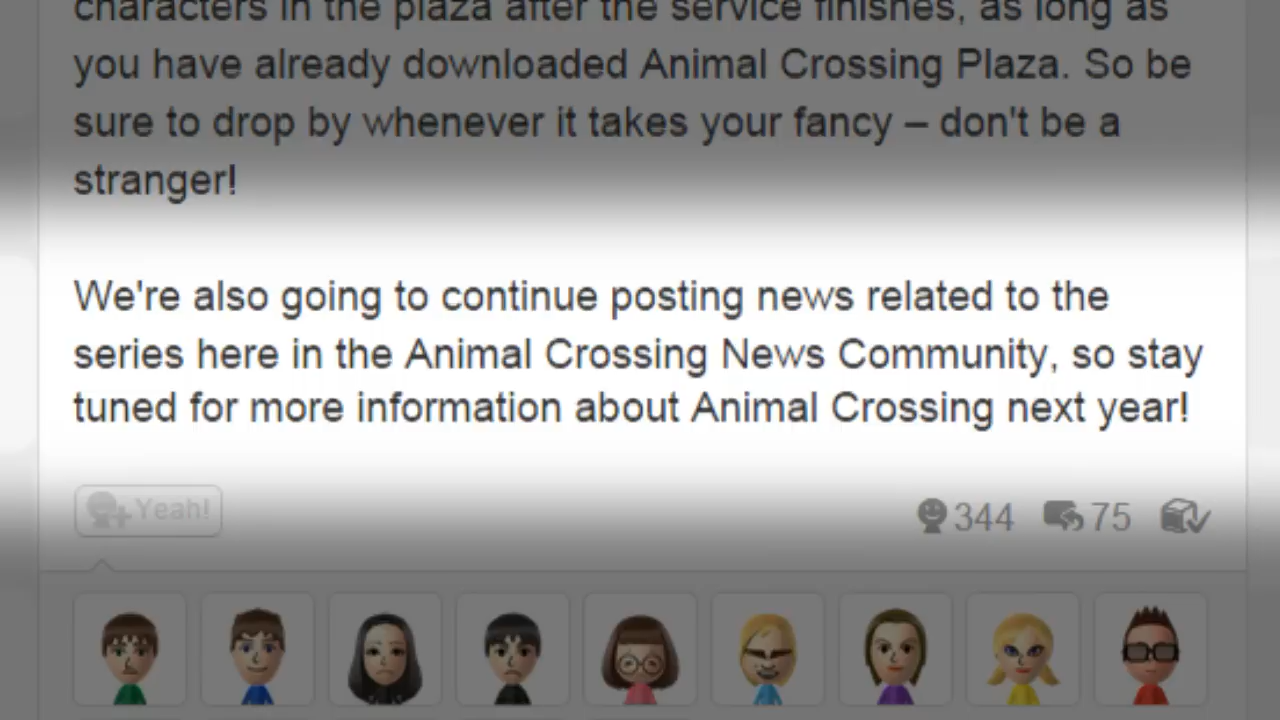 characters in the plaza after the service finishes, as long as
you have already downloaded Animal Crossing Plaza. So be
sure to drop by whenever it takes your fancy – don't be a
stranger!
We're also going to continue posting news related to the
series here in the Animal Crossing News Community, so stay
tuned for more information about Animal Crossing next year!
Yeah! 344 75